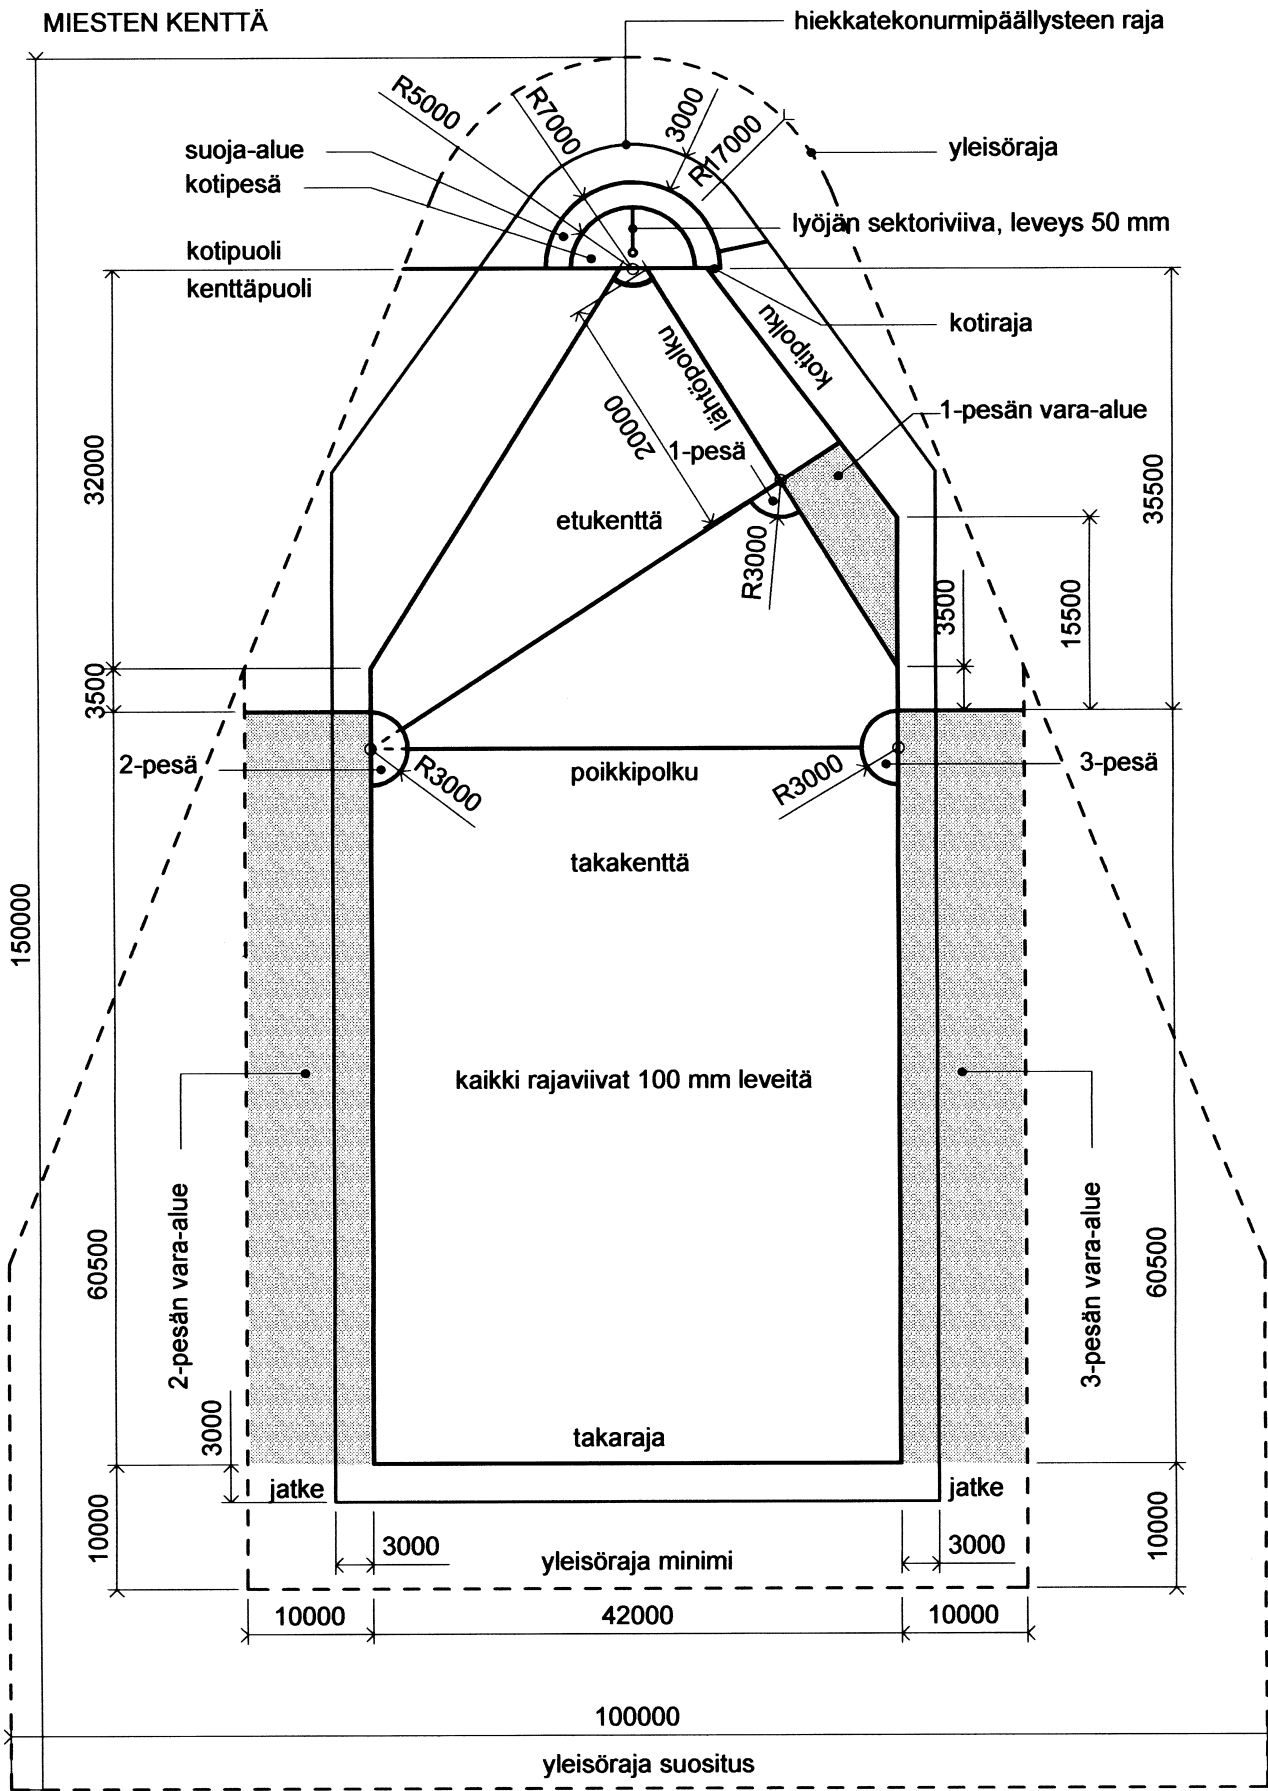 MIESTEN KENTTÄ
hiekkatekonurmipäällysteen raja
R5000
R7000
3000
R17000
suoja-alue
yleisöraja
kotipesä
lyöjän sektoriviiva, leveys 50 mm
kotipuoli
kenttäpuoli
kotiraja
lähtöpolku
kotipolku
20000
1-pesän vara-alue
1-pesä
32000
35500
etukenttä
R3000
3500
15500
3500
2-pesä
R3000
poikkipolku
R3000
3-pesä
takakenttä
150000
kaikki rajaviivat 100 mm leveitä
2-pesän vara-alue
3-pesän vara-alue
60500
60500
3000
takaraja
jatke
jatke
10000
10000
3000
yleisöraja minimi
3000
10000
42000
10000
100000
yleisöraja suositus